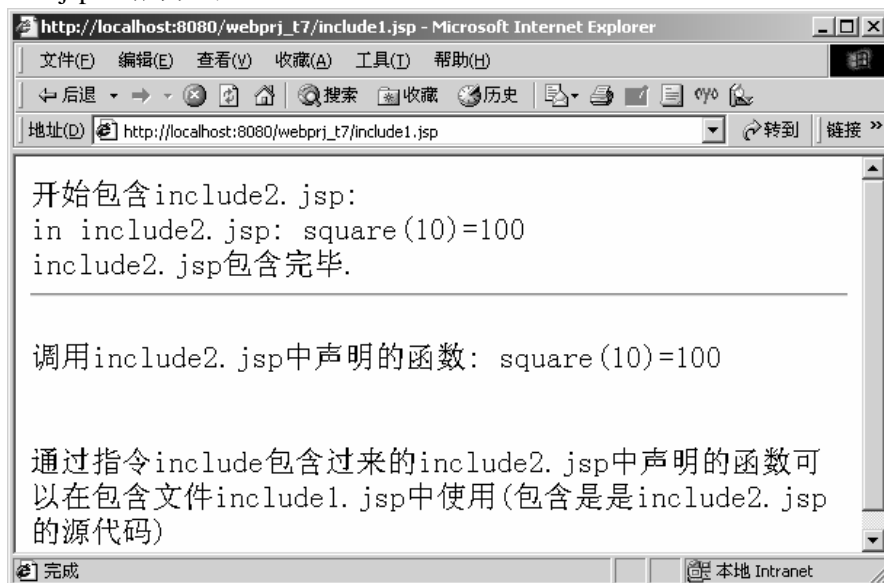 http://localhost:8080/webprj_t7/include1.jsp - Microsoft Internet Explorer
文件(F) 编辑(E) 查看(V) 收藏(A) 工具(T) 帮助(H)
后退 搜索 收藏 历史
地址(D) http://localhost:8080/webprj_t7/include1.jsp 转到 链接 »
开始包含include2.jsp:
in include2.jsp: square(10)=100
include2.jsp包含完毕.
调用include2.jsp中声明的函数: square(10)=100
通过指令include包含过来的include2.jsp中声明的函数可
以在包含文件include1.jsp中使用(包含是是include2.jsp
的源代码)
完成 本地 Intranet